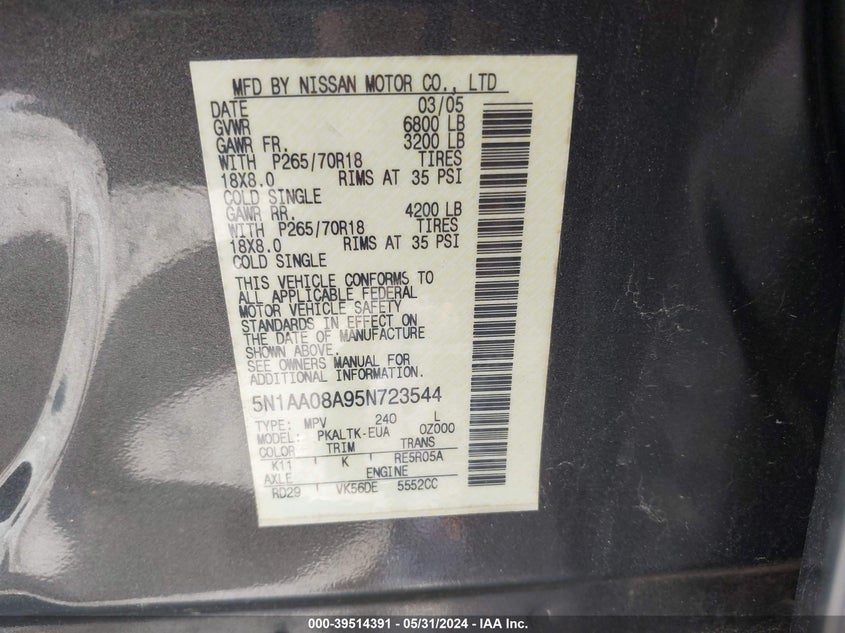 MFD BY NISSAN MOTOR CO., LTD
DATE 03/05
GVWR 6800 LB
GAWR FR. 3200 LB
WITH P265/70R18 TIRES
18X8.0 RIMS AT 35 PSI
COLD SINGLE
GAWR RR. 4200 LB
WITH P265/70R18 TIRES
18X8.0 RIMS AT 35 PSI
COLD SINGLE
THIS VEHICLE CONFORMS TO
ALL APPLICABLE FEDERAL
MOTOR VEHICLE SAFETY
STANDARDS IN EFFECT ON
THE DATE OF MANUFACTURE
SHOWN ABOVE.
SEE OWNERS MANUAL FOR
ADDITIONAL INFORMATION.
5N1AA08A95N723544
TYPE: MPV 240 L
MODEL: PKALTK-EUA OZ000
COLOR TRIM TRANS
K11 K RE5R05A
AXLE ENGINE
RD29 VK56DE 5552CC
000-39514391 - 05/31/2024 - IAA Inc.